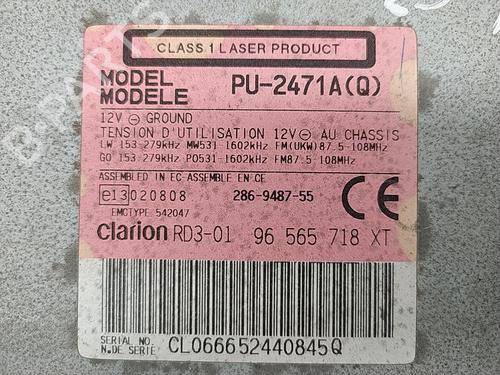 CLASS 1 LASER PRODUCT
MODEL
MODELE
PU-2471A(Q)
12V ⊖ GROUND
TENSION D'UTILISATION 12V ⊖ AU CHASSIS
LW 153-279kHz MW531-1602kHz FM(UKW)87.5-108MHz
GO 153-279kHz PO531-1602kHz FM87.5-108MHz
ASSEMBLED IN EC-ASSEMBLE EN CE
e13 020808 286-9487-55 CE
EMCTYPE 542047
clarion RD3-01 96 565 718 XT
SERIAL NO.
N.DE SERIE
CL066652440845Q
B-PARTS